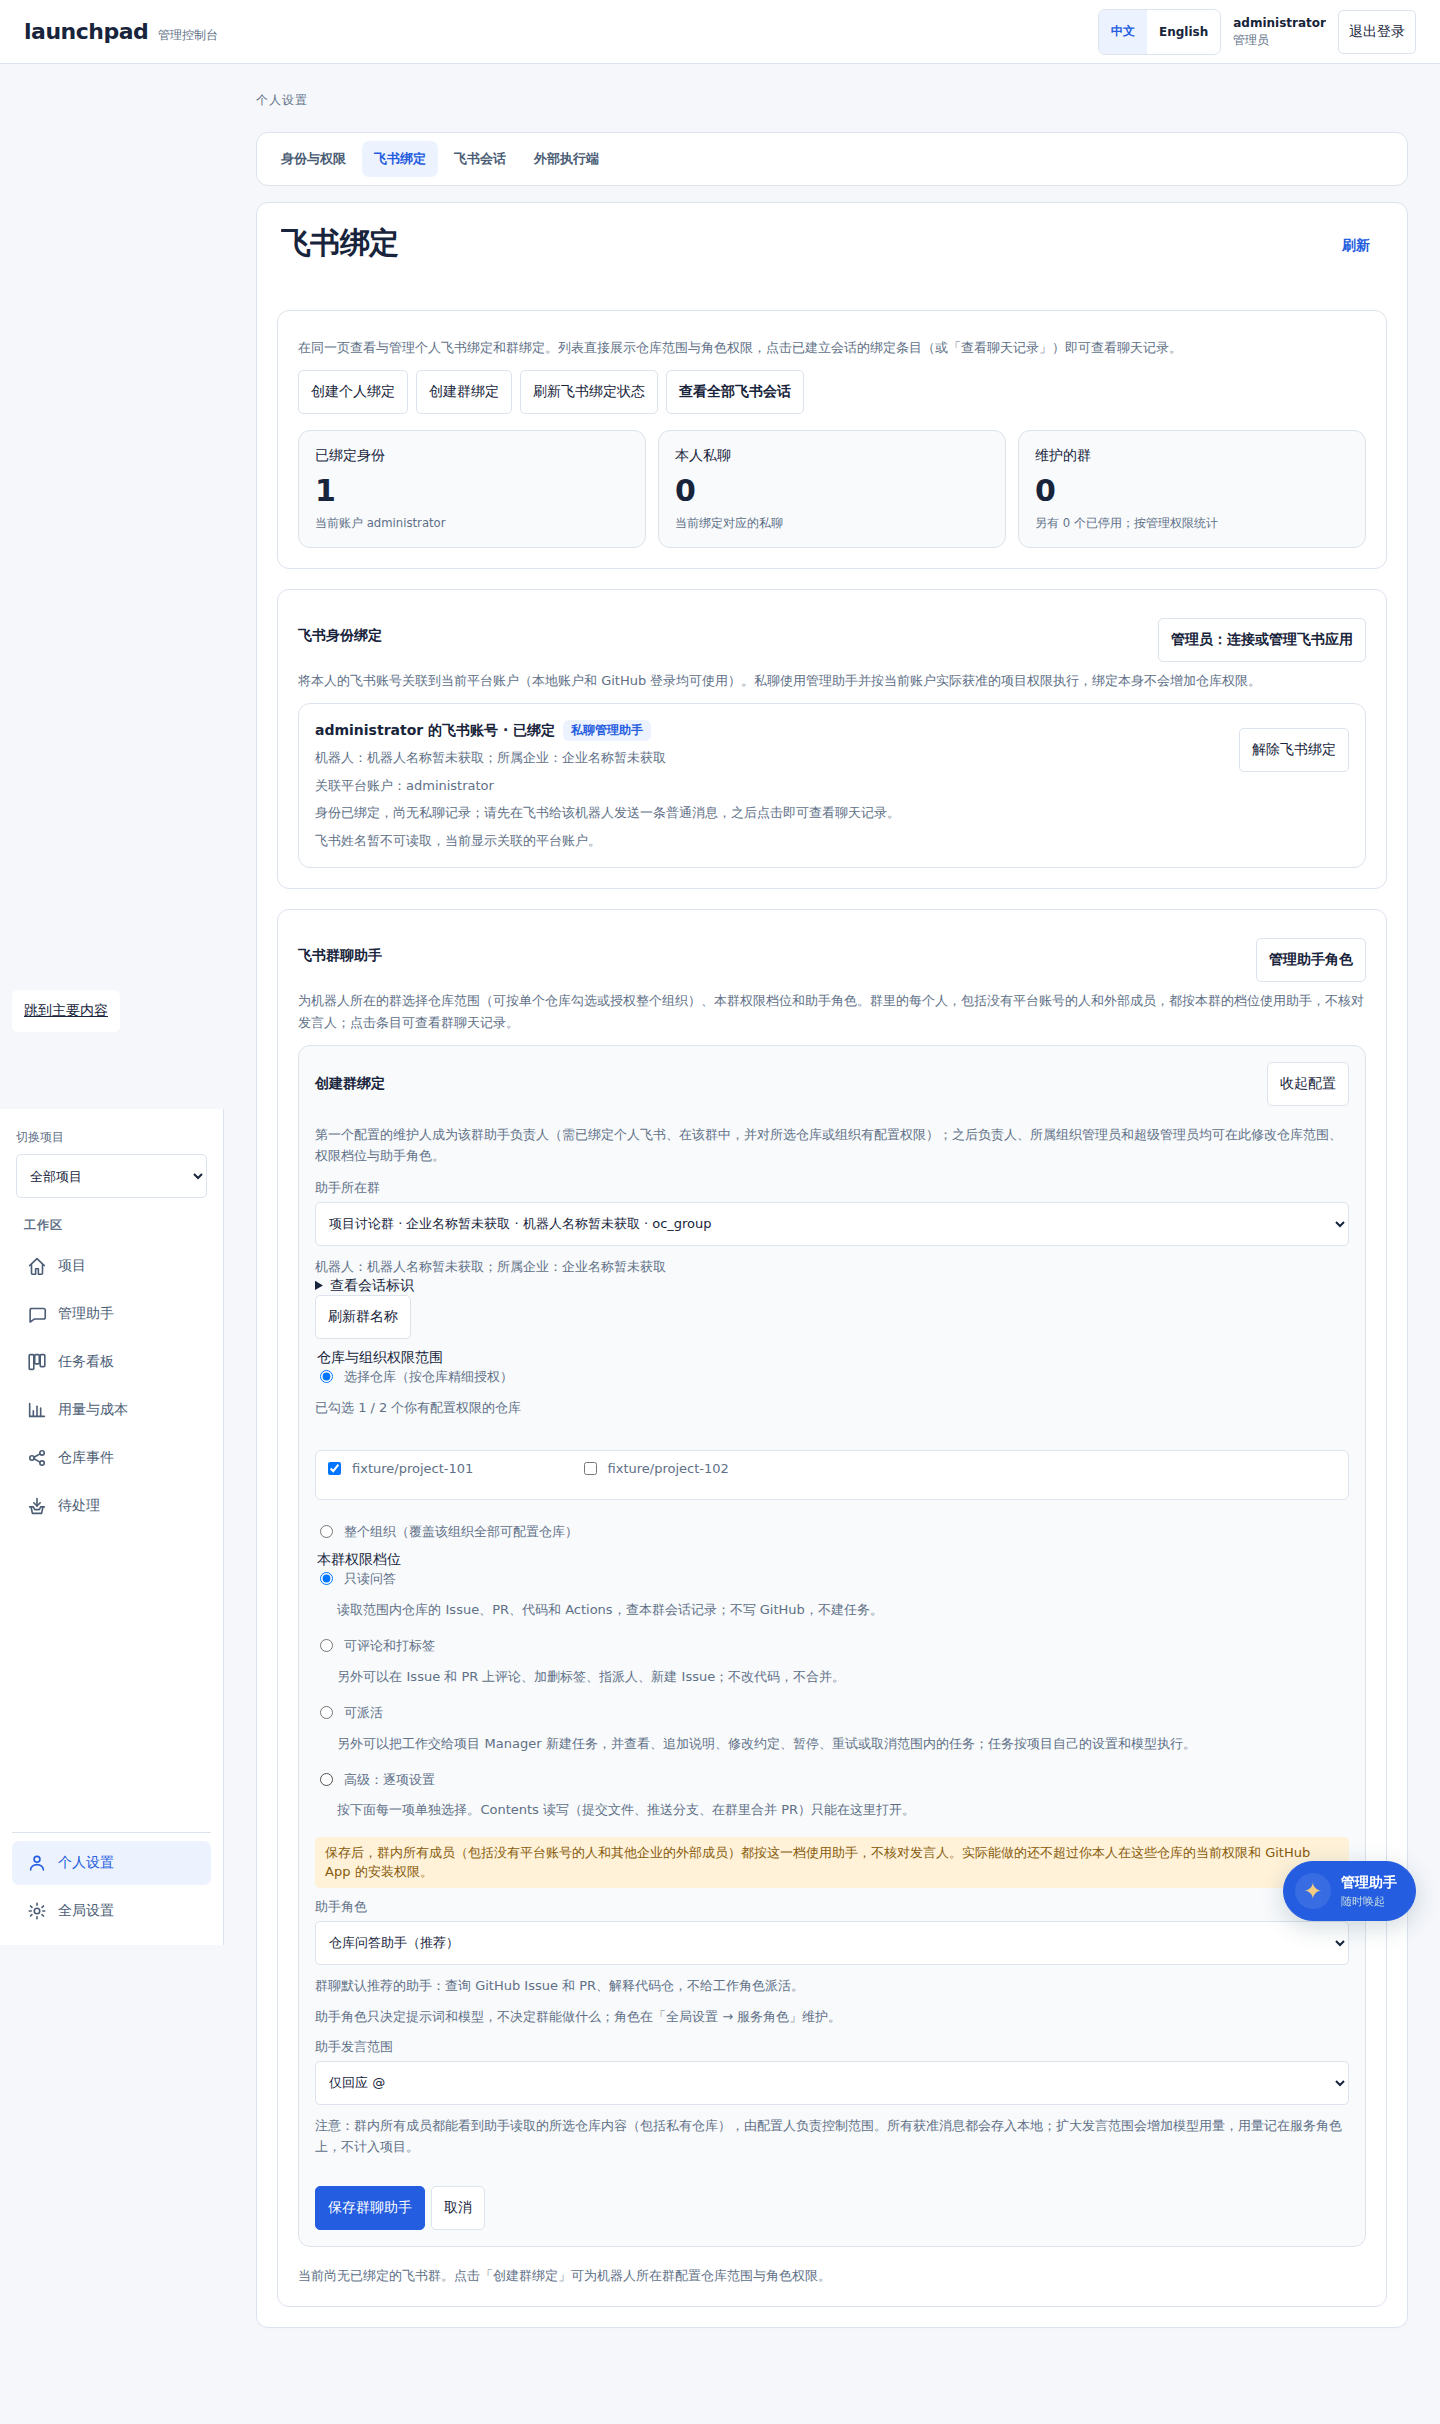 launchpad 管理控制台
中文 English
administrator
管理员
退出登录
个人设置
身份与权限 飞书绑定 飞书会话 外部执行端
飞书绑定
刷新
在同一页查看与管理个人飞书绑定和群绑定。列表直接展示仓库范围与角色权限，点击已建立会话的绑定条目（或「查看聊天记录」）即可查看聊天记录。
创建个人绑定 创建群绑定 刷新飞书绑定状态 查看全部飞书会话
已绑定身份
1
当前账户 administrator
本人私聊
0
当前绑定对应的私聊
维护的群
0
另有 0 个已停用；按管理权限统计
飞书身份绑定
管理员：连接或管理飞书应用
将本人的飞书账号关联到当前平台账户（本地账户和 GitHub 登录均可使用）。私聊使用管理助手并按当前账户实际获准的项目权限执行，绑定本身不会增加仓库权限。
administrator 的飞书账号 · 已绑定 私聊管理助手
机器人：机器人名称暂未获取；所属企业：企业名称暂未获取
关联平台账户：administrator
身份已绑定，尚无私聊记录；请先在飞书给该机器人发送一条普通消息，之后点击即可查看聊天记录。
飞书姓名暂不可读取，当前显示关联的平台账户。
解除飞书绑定
飞书群聊助手
管理助手角色
为机器人所在的群选择仓库范围（可按单个仓库勾选或授权整个组织）、本群权限档位和助手角色。群里的每个人，包括没有平台账号的人和外部成员，都按本群的档位使用助手，不核对
发言人；点击条目可查看群聊天记录。
创建群绑定
收起配置
第一个配置的维护人成为该群助手负责人（需已绑定个人飞书、在该群中，并对所选仓库或组织有配置权限）；之后负责人、所属组织管理员和超级管理员均可在此修改仓库范围、
权限档位与助手角色。
助手所在群
项目讨论群 · 企业名称暂未获取 · 机器人名称暂未获取 · oc_group
机器人：机器人名称暂未获取；所属企业：企业名称暂未获取
查看会话标识
刷新群名称
仓库与组织权限范围
选择仓库（按仓库精细授权）
已勾选 1 / 2 个你有配置权限的仓库
fixture/project-101 fixture/project-102
整个组织（覆盖该组织全部可配置仓库）
本群权限档位
只读问答
读取范围内仓库的 Issue、PR、代码和 Actions，查本群会话记录；不写 GitHub，不建任务。
可评论和打标签
另外可以在 Issue 和 PR 上评论、加删标签、指派人、新建 Issue；不改代码，不合并。
可派活
另外可以把工作交给项目 Manager 新建任务，并查看、追加说明、修改约定、暂停、重试或取消范围内的任务；任务按项目自己的设置和模型执行。
高级：逐项设置
按下面每一项单独选择。Contents 读写（提交文件、推送分支、在群里合并 PR）只能在这里打开。
保存后，群内所有成员（包括没有平台账号的人和其他企业的外部成员）都按这一档使用助手，不核对发言人。实际能做的还不超过你本人在这些仓库的当前权限和 GitHub
App 的安装权限。
助手角色
仓库问答助手（推荐）
群聊默认推荐的助手：查询 GitHub Issue 和 PR、解释代码仓，不给工作角色派活。
助手角色只决定提示词和模型，不决定群能做什么；角色在「全局设置 → 服务角色」维护。
助手发言范围
仅回应 @
注意：群内所有成员都能看到助手读取的所选仓库内容（包括私有仓库），由配置人负责控制范围。所有获准消息都会存入本地；扩大发言范围会增加模型用量，用量记在服务角色
上，不计入项目。
保存群聊助手 取消
当前尚无已绑定的飞书群。点击「创建群绑定」可为机器人所在群配置仓库范围与角色权限。
跳到主要内容
切换项目
全部项目
工作区
项目
管理助手
任务看板
用量与成本
仓库事件
待处理
个人设置
全局设置
管理助手
随时唤起